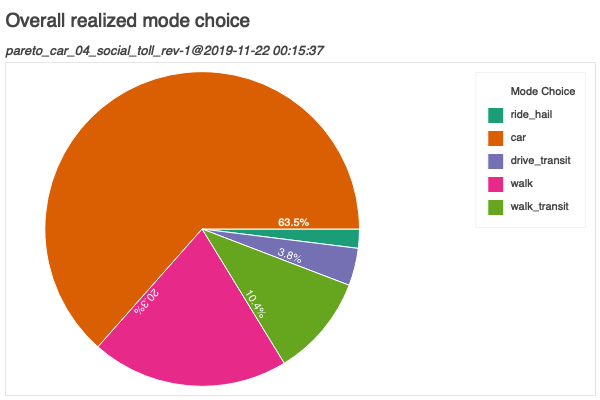 Overall realized mode choice
pareto_car_04_social_toll_rev-1@2019-11-22 00:15:37
Mode Choice
ride_hail
car
drive_transit
walk
walk_transit
63.5%
3.8%
10.4%
20.3%